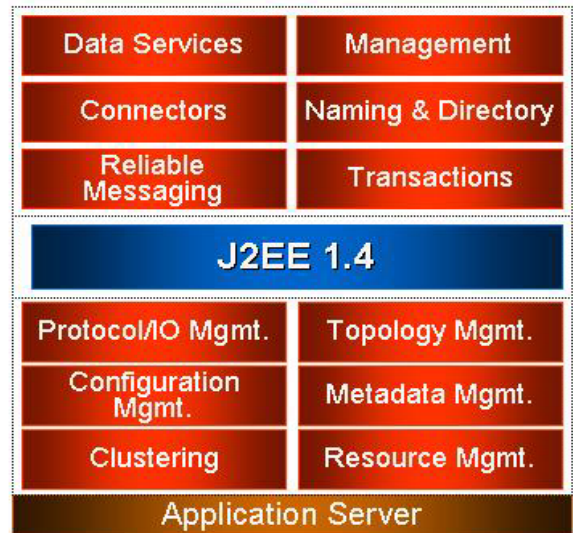 Data Services
Management
Connectors
Naming & Directory
Reliable
Messaging
Transactions
J2EE 1.4
Protocol/IO Mgmt.
Topology Mgmt.
Configuration
Mgmt.
Metadata Mgmt.
Clustering
Resource Mgmt.
Application Server